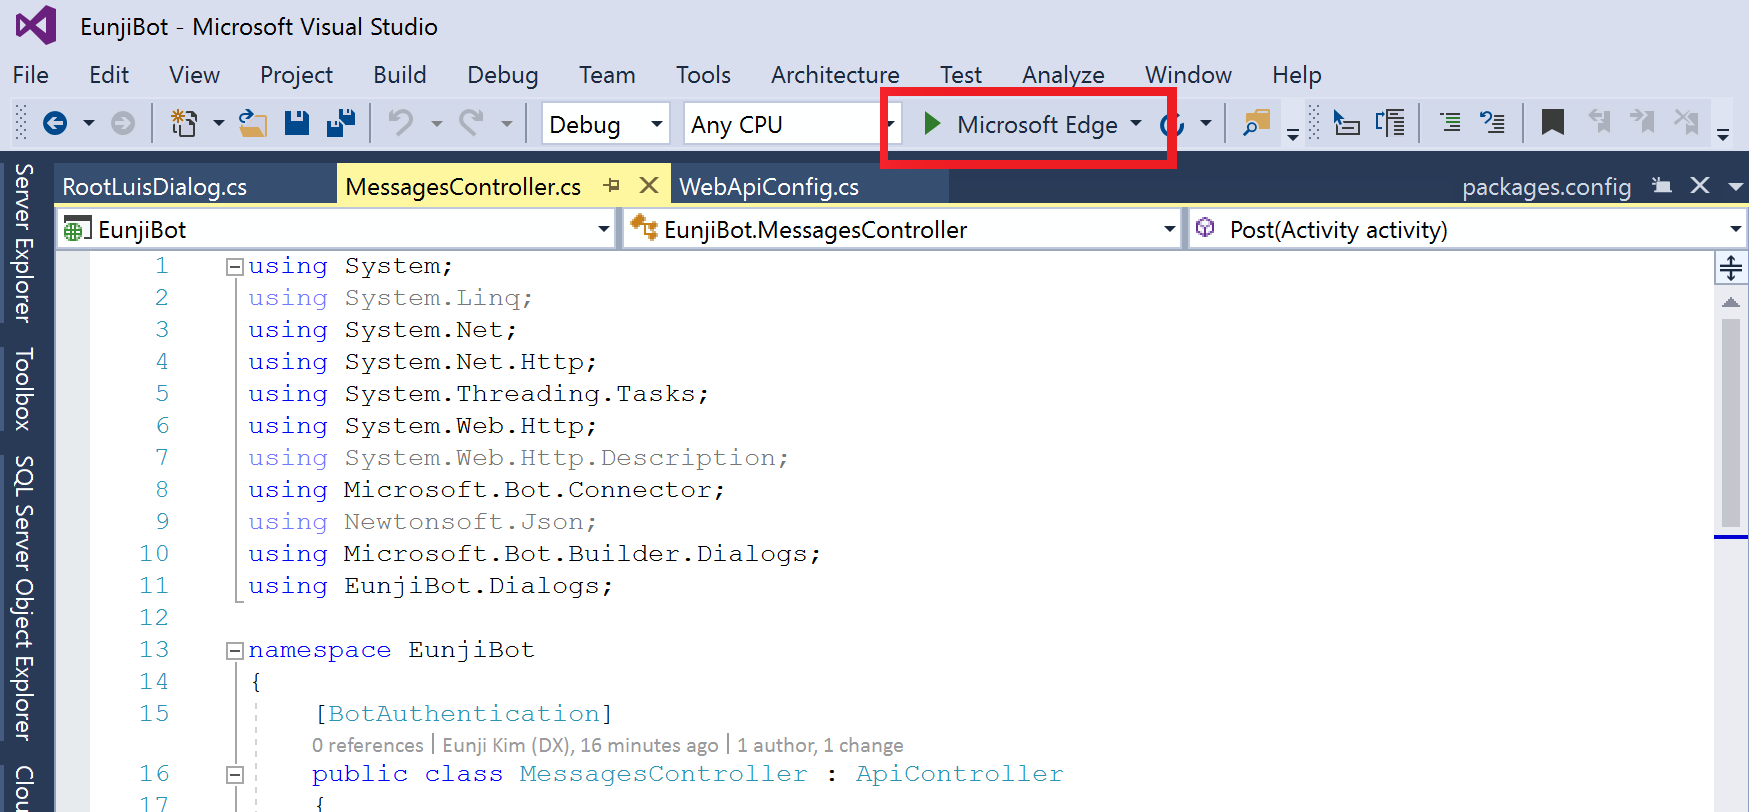 EunjiBot - Microsoft Visual Studio
File Edit View Project Build Debug Team Tools Architecture Test Analyze Window Help
Debug Any CPU Microsoft Edge
RootLuisDialog.cs MessagesController.cs WebApiConfig.cs packages.config
EunjiBot EunjiBot.MessagesController Post(Activity activity)
Server Explorer
Toolbox
SQL Server Object Explorer
Clou
1 using System;
2 using System.Linq;
3 using System.Net;
4 using System.Net.Http;
5 using System.Threading.Tasks;
6 using System.Web.Http;
7 using System.Web.Http.Description;
8 using Microsoft.Bot.Connector;
9 using Newtonsoft.Json;
10 using Microsoft.Bot.Builder.Dialogs;
11 using EunjiBot.Dialogs;
12
13 namespace EunjiBot
14 {
15 [BotAuthentication]
0 references | Eunji Kim (DX), 16 minutes ago | 1 author, 1 change
16 public class MessagesController : ApiController
17 {